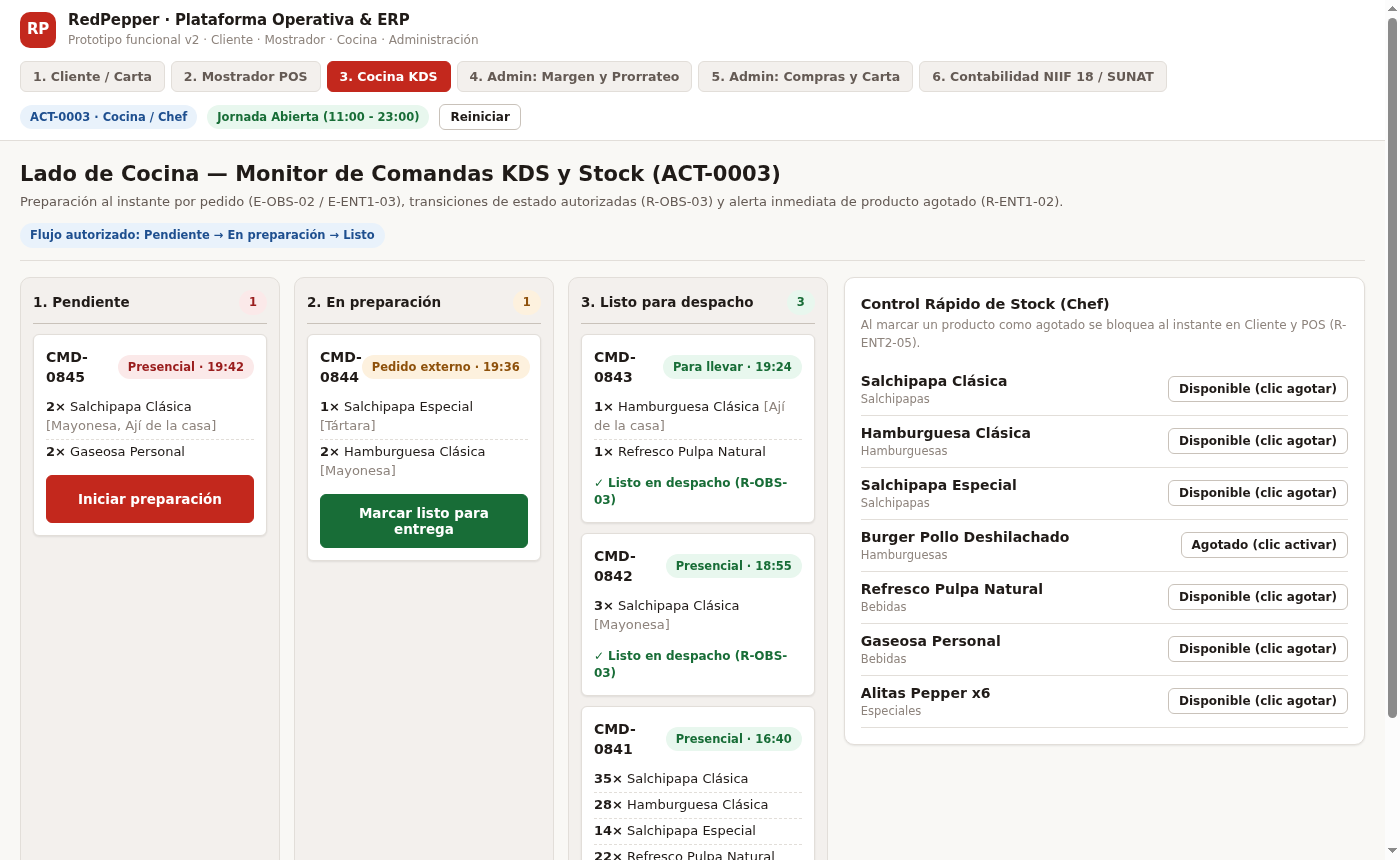 RP
RedPepper · Plataforma Operativa & ERP
Prototipo funcional v2 · Cliente · Mostrador · Cocina · Administración
1. Cliente / Carta
2. Mostrador POS
3. Cocina KDS
4. Admin: Margen y Prorrateo
5. Admin: Compras y Carta
6. Contabilidad NIIF 18 / SUNAT
ACT-0003 · Cocina / Chef
Jornada Abierta (11:00 - 23:00)
Reiniciar
Lado de Cocina — Monitor de Comandas KDS y Stock (ACT-0003)
Preparación al instante por pedido (E-OBS-02 / E-ENT1-03), transiciones de estado autorizadas (R-OBS-03) y alerta inmediata de producto agotado (R-ENT1-02).
Flujo autorizado: Pendiente → En preparación → Listo
1. Pendiente
1
CMD-
0845
Presencial · 19:42
2× Salchipapa Clásica
[Mayonesa, Ají de la casa]
2× Gaseosa Personal
Iniciar preparación
2. En preparación
1
CMD-
0844
Pedido externo · 19:36
1× Salchipapa Especial
[Tártara]
2× Hamburguesa Clásica
[Mayonesa]
Marcar listo para
entrega
3. Listo para despacho
3
CMD-
0843
Para llevar · 19:24
1× Hamburguesa Clásica [Ají
de la casa]
1× Refresco Pulpa Natural
✓ Listo en despacho (R-OBS-
03)
CMD-
0842
Presencial · 18:55
3× Salchipapa Clásica
[Mayonesa]
✓ Listo en despacho (R-OBS-
03)
CMD-
0841
Presencial · 16:40
35× Salchipapa Clásica
28× Hamburguesa Clásica
14× Salchipapa Especial
22× Refresco Pulpa Natural
Control Rápido de Stock (Chef)
Al marcar un producto como agotado se bloquea al instante en Cliente y POS (R-
ENT2-05).
Salchipapa Clásica
Salchipapas
Disponible (clic agotar)
Hamburguesa Clásica
Hamburguesas
Disponible (clic agotar)
Salchipapa Especial
Salchipapas
Disponible (clic agotar)
Burger Pollo Deshilachado
Hamburguesas
Agotado (clic activar)
Refresco Pulpa Natural
Bebidas
Disponible (clic agotar)
Gaseosa Personal
Bebidas
Disponible (clic agotar)
Alitas Pepper x6
Especiales
Disponible (clic agotar)